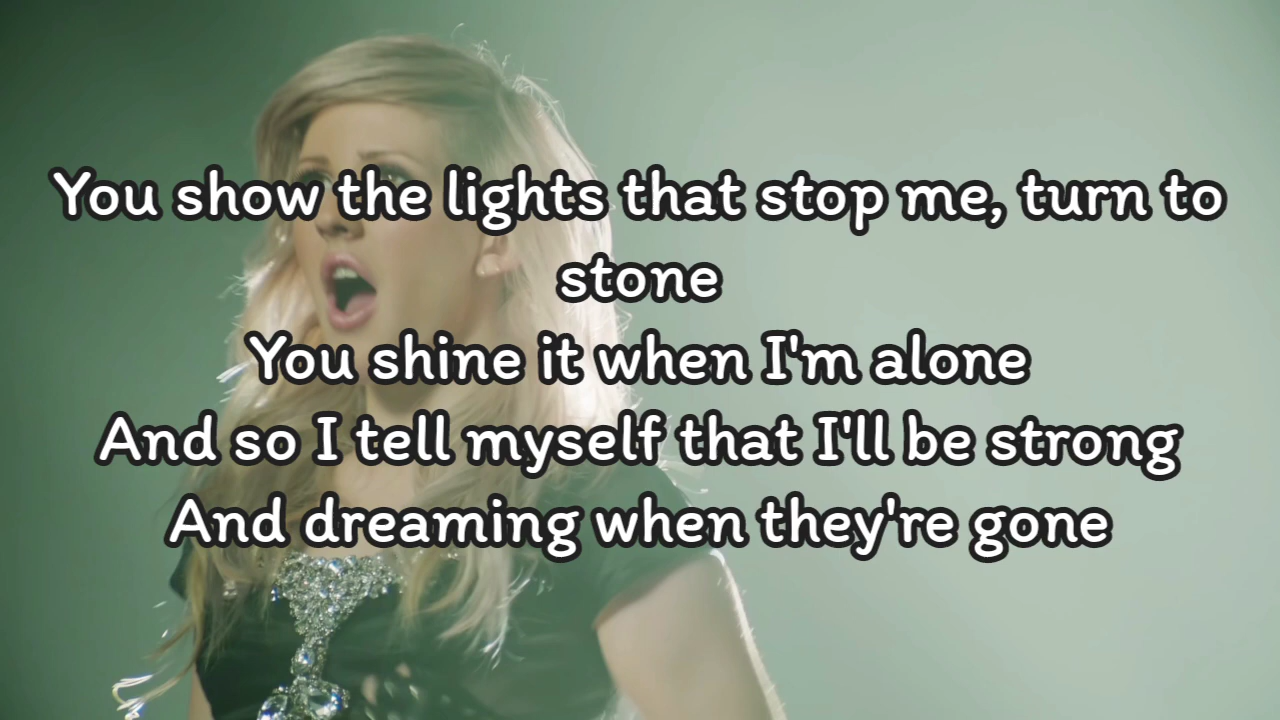 You show the lights that stop me, turn to
stone
You shine it when I'm alone
And so I tell myself that I'll be strong
And dreaming when they're gone